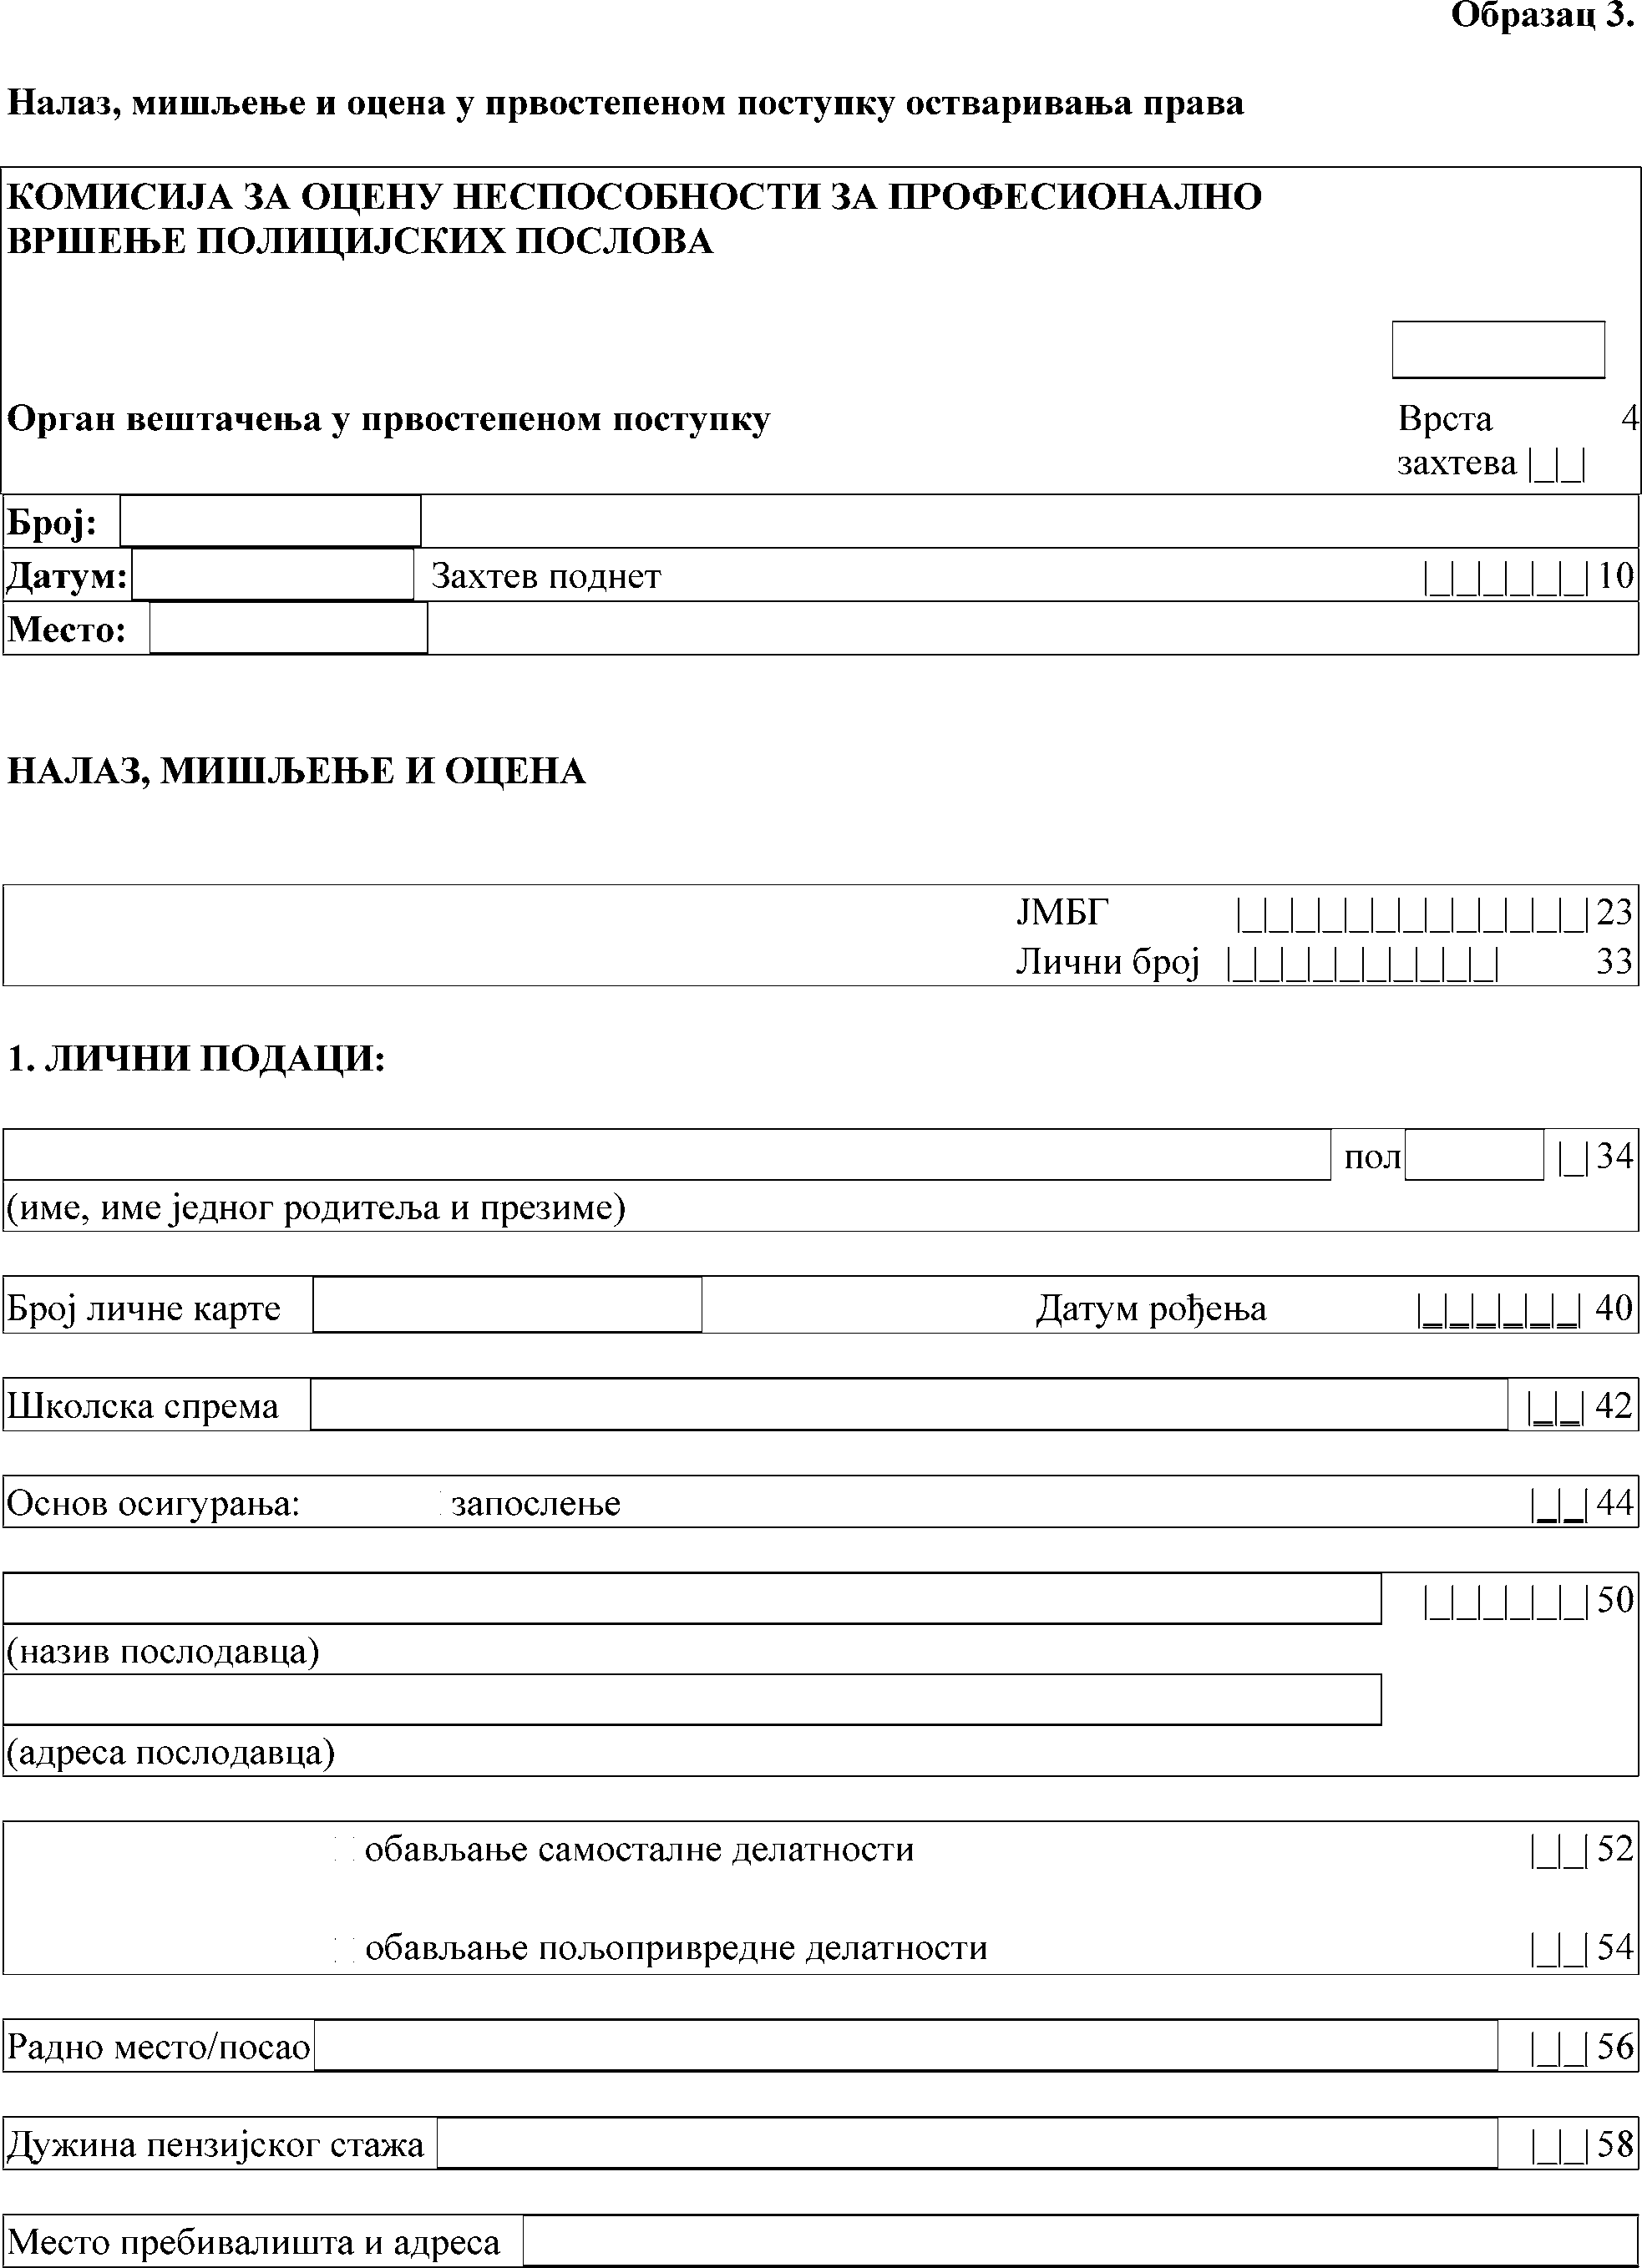 Образац 3.
Налаз, мишљење и оцена у првостепеном поступку остваривања права
КОМИСИЈА ЗА ОЦЕНУ НЕСПОСОБНОСТИ ЗА ПРОФЕСИОНАЛНО
ВРШЕЊЕ ПОЛИЦИЈСКИХ ПОСЛОВА
Орган вештачења у првостепеном поступку Врста 4
захтева |_|_|
Број:
Датум: Захтев поднет |_|_|_|_|_|_| 10
Место:
НАЛАЗ, МИШЉЕЊЕ И ОЦЕНА
ЈМБГ |_|_|_|_|_|_|_|_|_|_|_|_|_| 23
Лични број |_|_|_|_|_|_|_|_|_|_| 33
1. ЛИЧНИ ПОДАЦИ:
пол |_| 34
(име, име једног родитеља и презиме)
Број личне карте Датум рођења |_|_|_|_|_|_| 40
Школска спрема |_|_| 42
Основ осигурања: запослење |_|_| 44
|_|_|_|_|_|_| 50
(назив послодавца)
(адреса послодавца)
обављање самосталне делатности |_|_| 52
обављање пољопривредне делатности |_|_| 54
Радно место/посао |_|_| 56
Дужина пензијског стажа |_|_| 58
Место пребивалишта и адреса